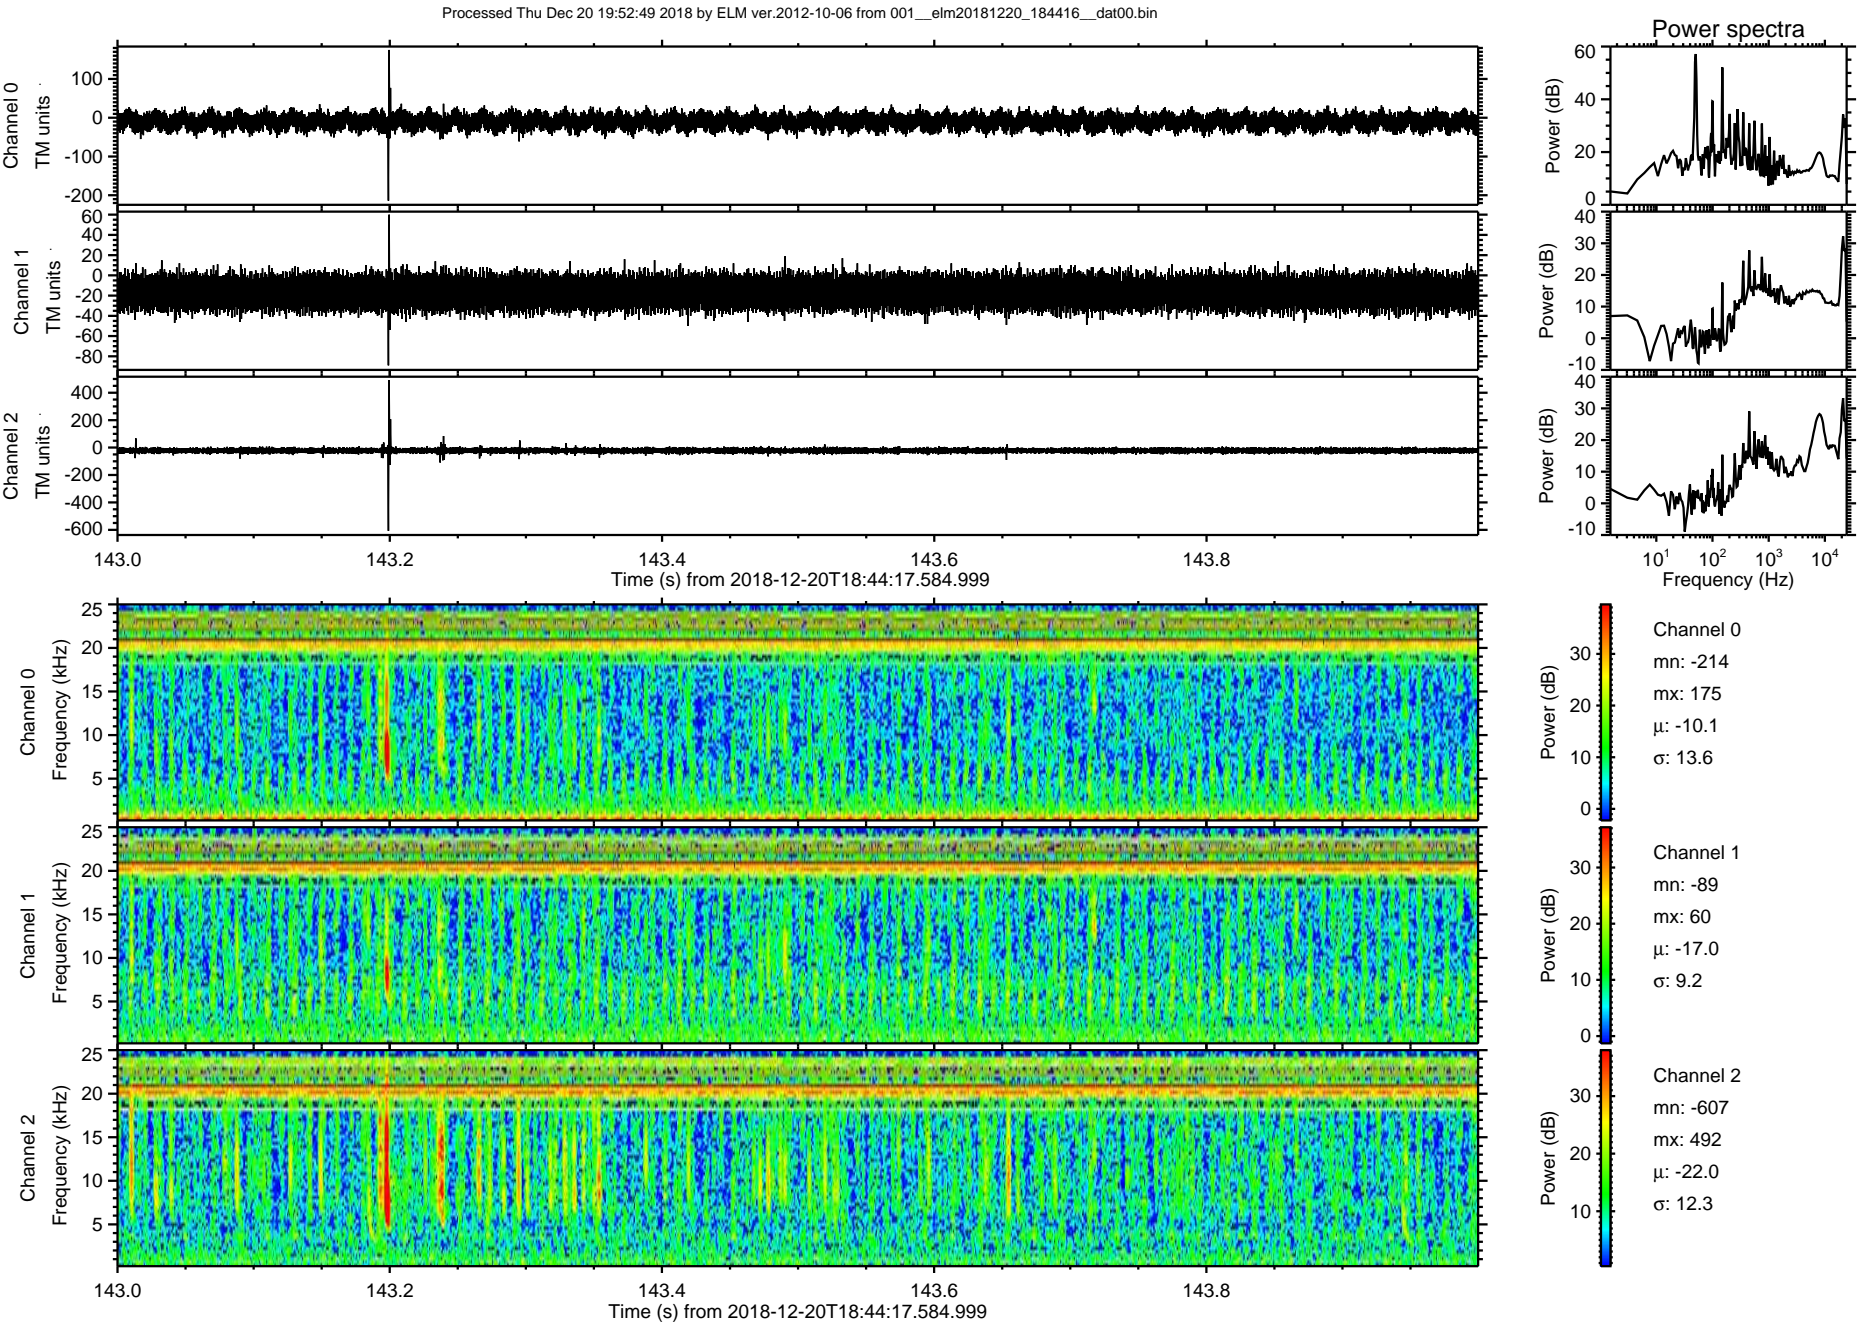 Processed Thu Dec 20 19:52:49 2018 by ELM ver.2012-10-06 from 001__elm20181220_184416__dat00.bin
Power spectra
Channel 0
TM units
100
0
-100
-200
Power (dB)
60
40
20
0
Channel 1
TM units
60
40
20
0
-20
-40
-60
-80
Power (dB)
40
30
20
10
0
-10
Channel 2
TM units
400
200
0
-200
-400
-600
Power (dB)
40
30
20
10
0
-10
143.0 143.2 143.4 143.6 143.8
Time (s) from 2018-12-20T18:44:17.584.999
10^1 10^2 10^3 10^4
Frequency (Hz)
Channel 0
Frequency (kHz)
25
20
15
10
5
Power (dB)
30
20
10
0
Channel 0
mn: -214
mx: 175
μ: -10.1
σ: 13.6
Channel 1
Frequency (kHz)
25
20
15
10
5
Power (dB)
30
20
10
0
Channel 1
mn: -89
mx: 60
μ: -17.0
σ: 9.2
Channel 2
Frequency (kHz)
25
20
15
10
5
Power (dB)
30
20
10
Channel 2
mn: -607
mx: 492
μ: -22.0
σ: 12.3
143.0 143.2 143.4 143.6 143.8
Time (s) from 2018-12-20T18:44:17.584.999